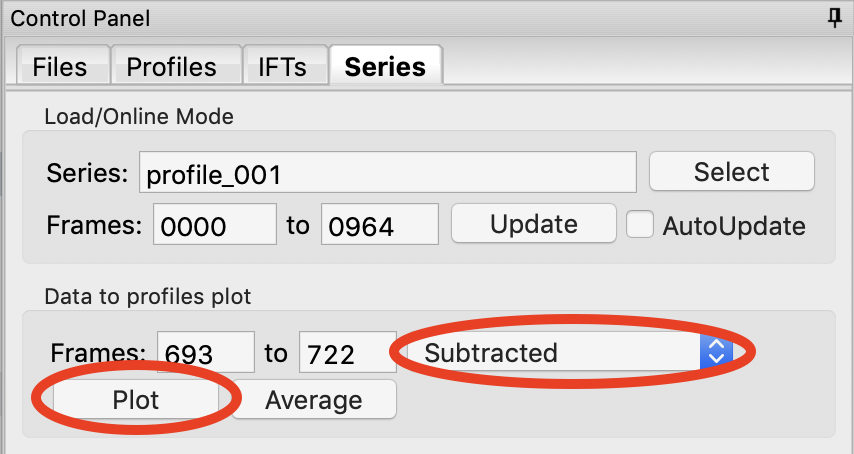 Control Panel
Files Profiles IFTs Series
Load/Online Mode
Series: profile_001 Select
Frames: 0000 to 0964 Update AutoUpdate
Data to profiles plot
Frames: 693 to 722 Subtracted
Plot Average